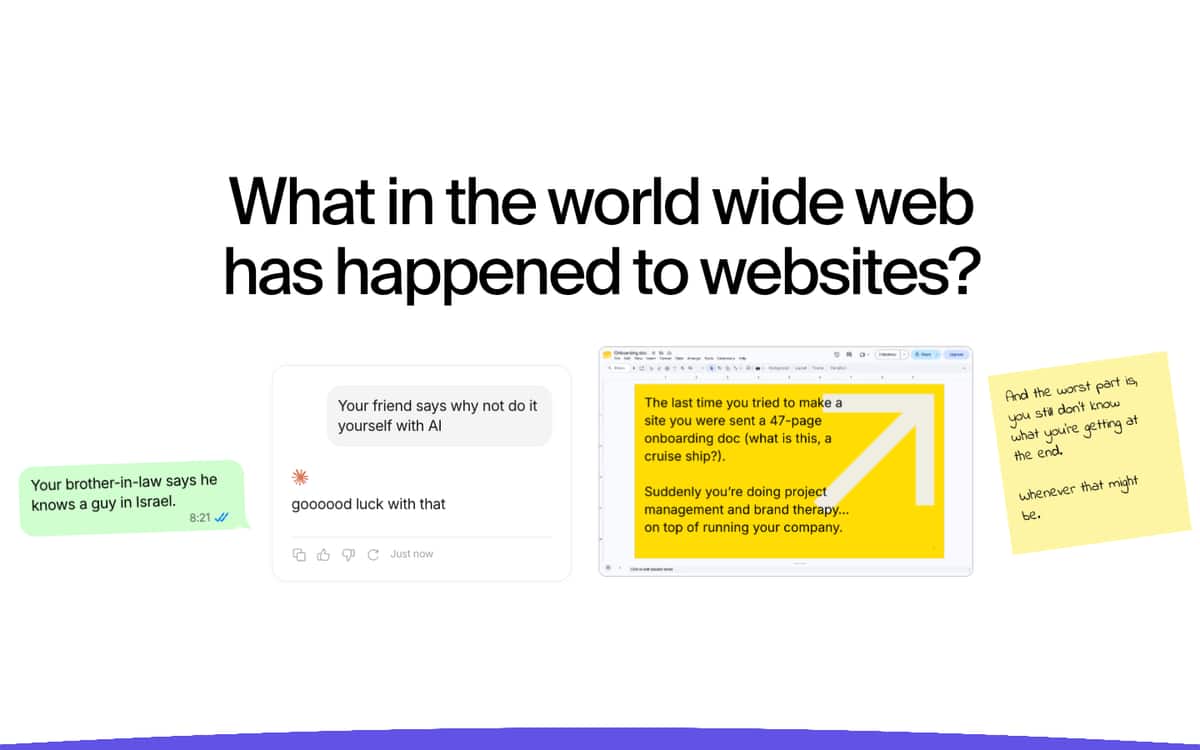 What in the world wide web
has happened to websites?
Your brother-in-law says he
knows a guy in Israel.
8:21
Your friend says why not do it
yourself with AI
goooood luck with that
Just now
Onboarding doc
The last time you tried to make a
site you were sent a 47-page
onboarding doc (what is this, a
cruise ship?).
Suddenly you're doing project
management and brand therapy...
on top of running your company.
And the worst part is,
you still don't know
what you're getting at
the end.
whenever that might
be.